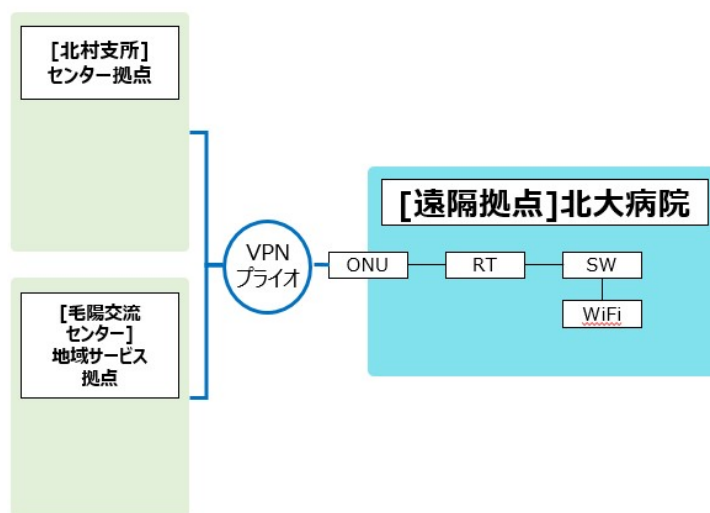 [北村支所]
センター拠点
[毛陽交流
センター]
地域サービス
拠点
VPN
プライオ
[遠隔拠点]北大病院
ONU
RT
SW
WiFi